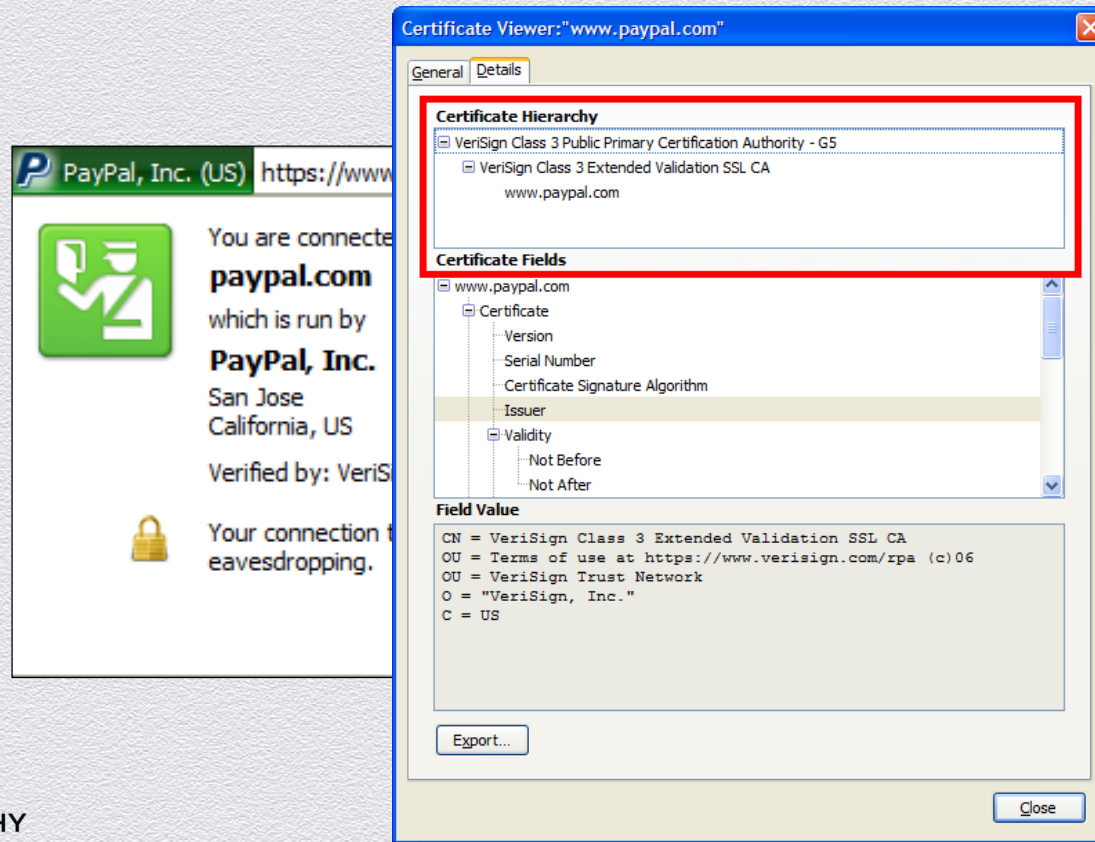 Certificate Viewer:"www.paypal.com"
General Details
Certificate Hierarchy
VeriSign Class 3 Public Primary Certification Authority - G5
VeriSign Class 3 Extended Validation SSL CA
www.paypal.com
Certificate Fields
www.paypal.com
Certificate
Version
Serial Number
Certificate Signature Algorithm
Issuer
Validity
Not Before
Not After
Field Value
CN = VeriSign Class 3 Extended Validation SSL CA
OU = Terms of use at https://www.verisign.com/rpa (c)06
OU = VeriSign Trust Network
O = "VeriSign, Inc."
C = US
Export...
Close
PayPal, Inc. (US) https://www
You are connecte
paypal.com
which is run by
PayPal, Inc.
San Jose
California, US
Verified by: VeriS
Your connection t
eavesdropping.
HY